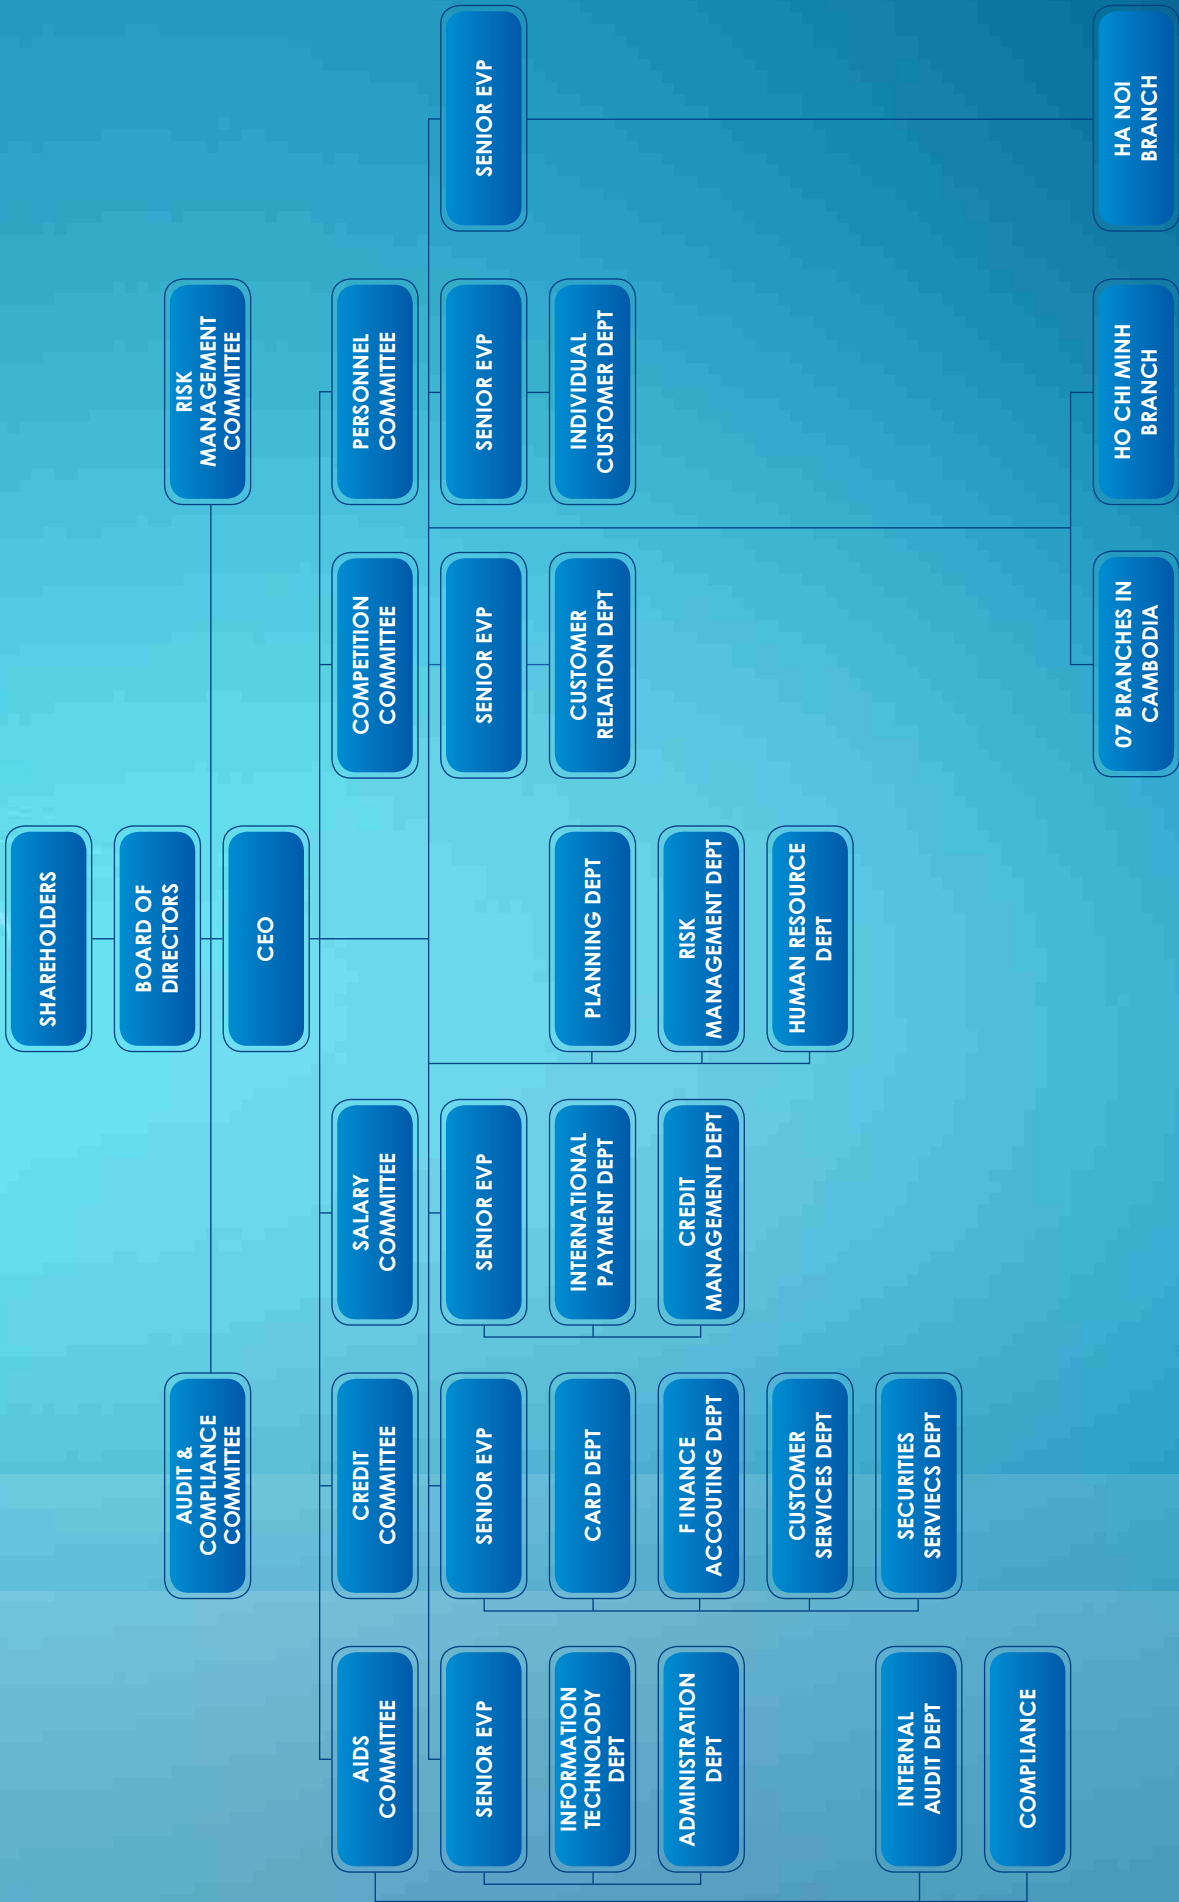 SHAREHOLDERS
BOARD OF
DIRECTORS
AUDIT &
COMPLIANCE
COMMITTEE
RISK
MANAGEMENT
COMMITTEE
CEO
AIDS
COMMITTEE
CREDIT
COMMITTEE
SALARY
COMMITTEE
COMPETITION
COMMITTEE
PERSONNEL
COMMITTEE
SENIOR EVP
SENIOR EVP
SENIOR EVP
SENIOR EVP
SENIOR EVP
SENIOR EVP
INFORMATION
TECHNOLODY
DEPT
CARD DEPT
INTERNATIONAL
PAYMENT DEPT
PLANNING DEPT
CUSTOMER
RELATION DEPT
INDIVIDUAL
CUSTOMER DEPT
ADMINISTRATION
DEPT
F INANCE
ACCOUTING DEPT
CREDIT
MANAGEMENT DEPT
RISK
MANAGEMENT DEPT
CUSTOMER
SERVICES DEPT
HUMAN RESOURCE
DEPT
INTERNAL
AUDIT DEPT
SECURITIES
SERVIECS DEPT
COMPLIANCE
07 BRANCHES IN
CAMBODIA
HO CHI MINH
BRANCH
HA NOI
BRANCH